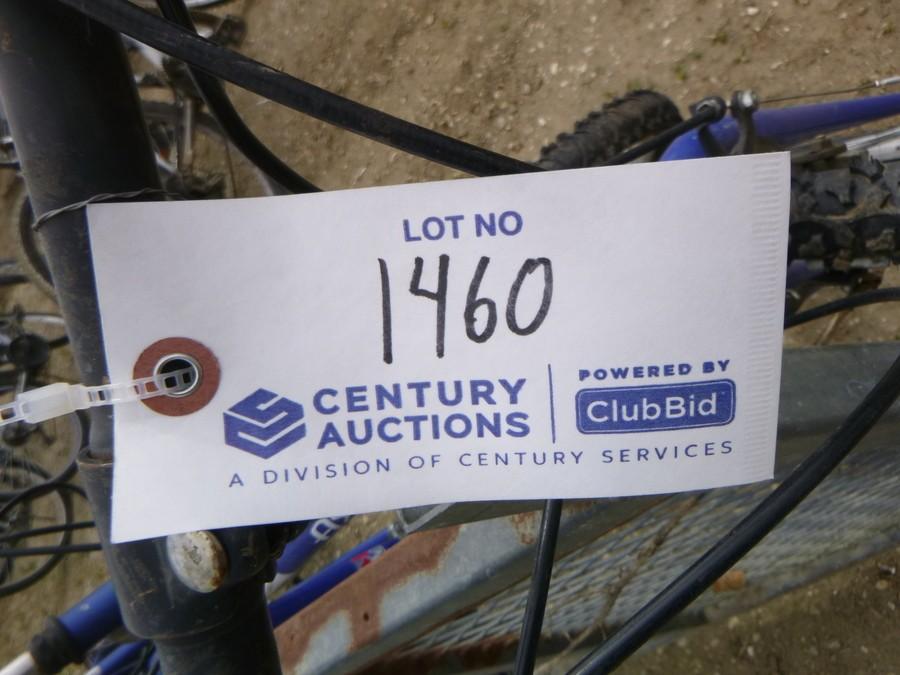 LOT NO
1460
CENTURY
AUCTIONS
POWERED BY
ClubBid
A DIVISION OF CENTURY SERVICES